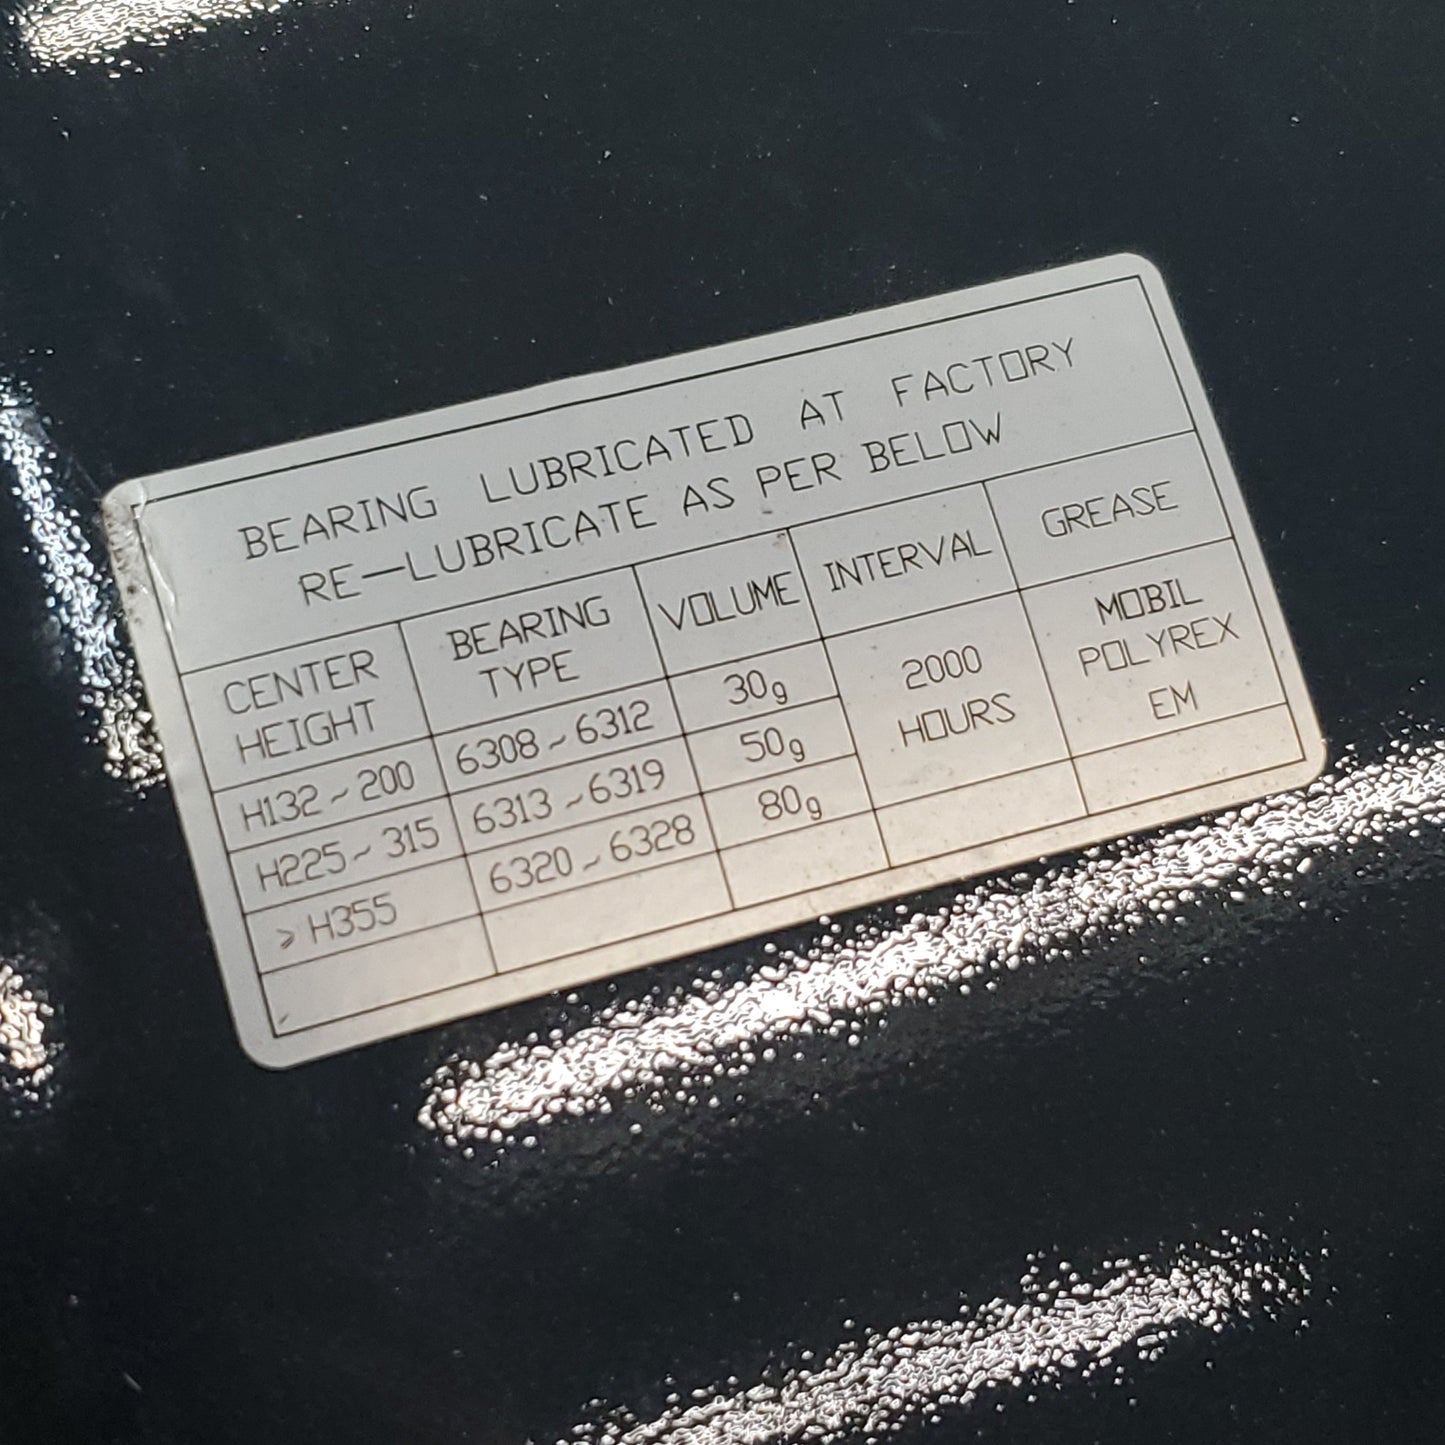 BEARING LUBRICATED AT FACTORY
RE-LUBRICATE AS PER BELOW
CENTER HEIGHT
BEARING TYPE
VOLUME
INTERVAL
GREASE
H132~200
6308~6312
30g
2000 HOURS
MOBIL POLYREX EM
H225~315
6313~6319
50g
≥H355
6320~6328
80g